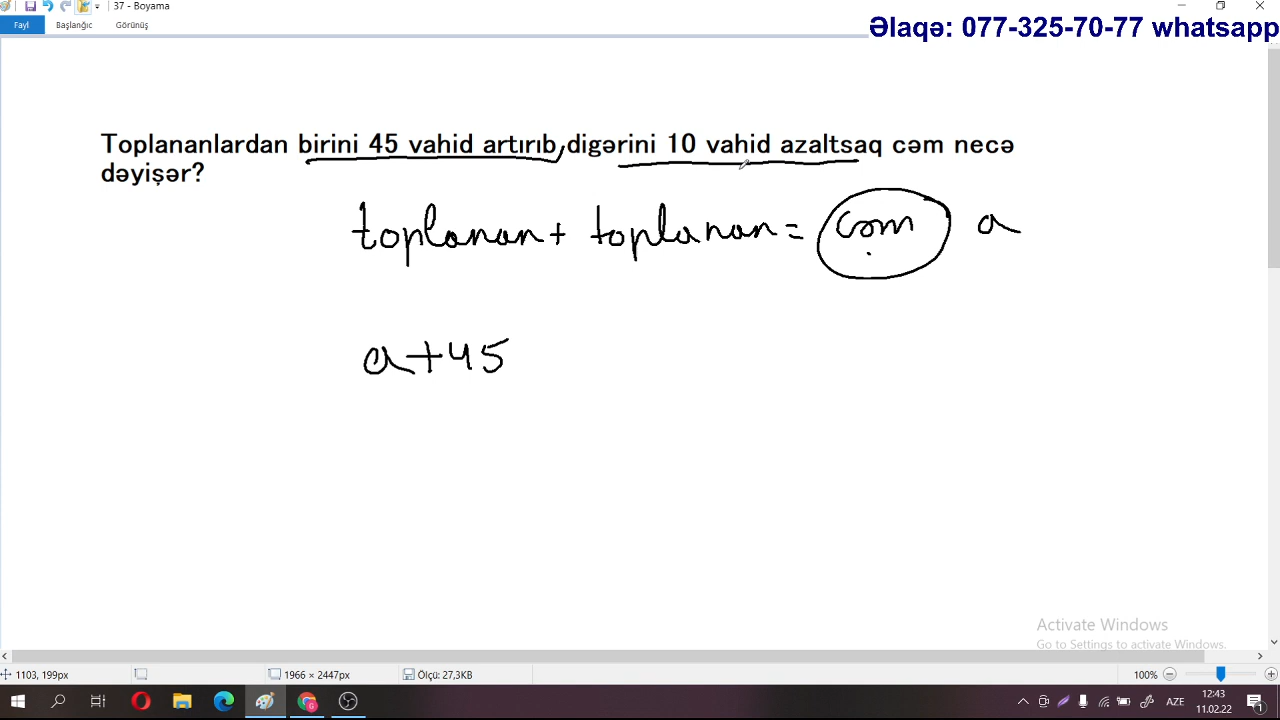 37 - Boyama
Fayl Başlanğıc Görünüş
Əlaqə: 077-325-70-77 whatsapp
Toplananlardan birini 45 vahid artırıb,digərini 10 vahid azaltsaq cəm necə
dəyişər?
toplanan + toplanan = cəm a
a+45
Activate Windows
Go to Settings to activate Windows.
1103, 199px 1966 × 2447px Ölçü: 27,3KB 100%
AZE 12:43
11.02.22 1